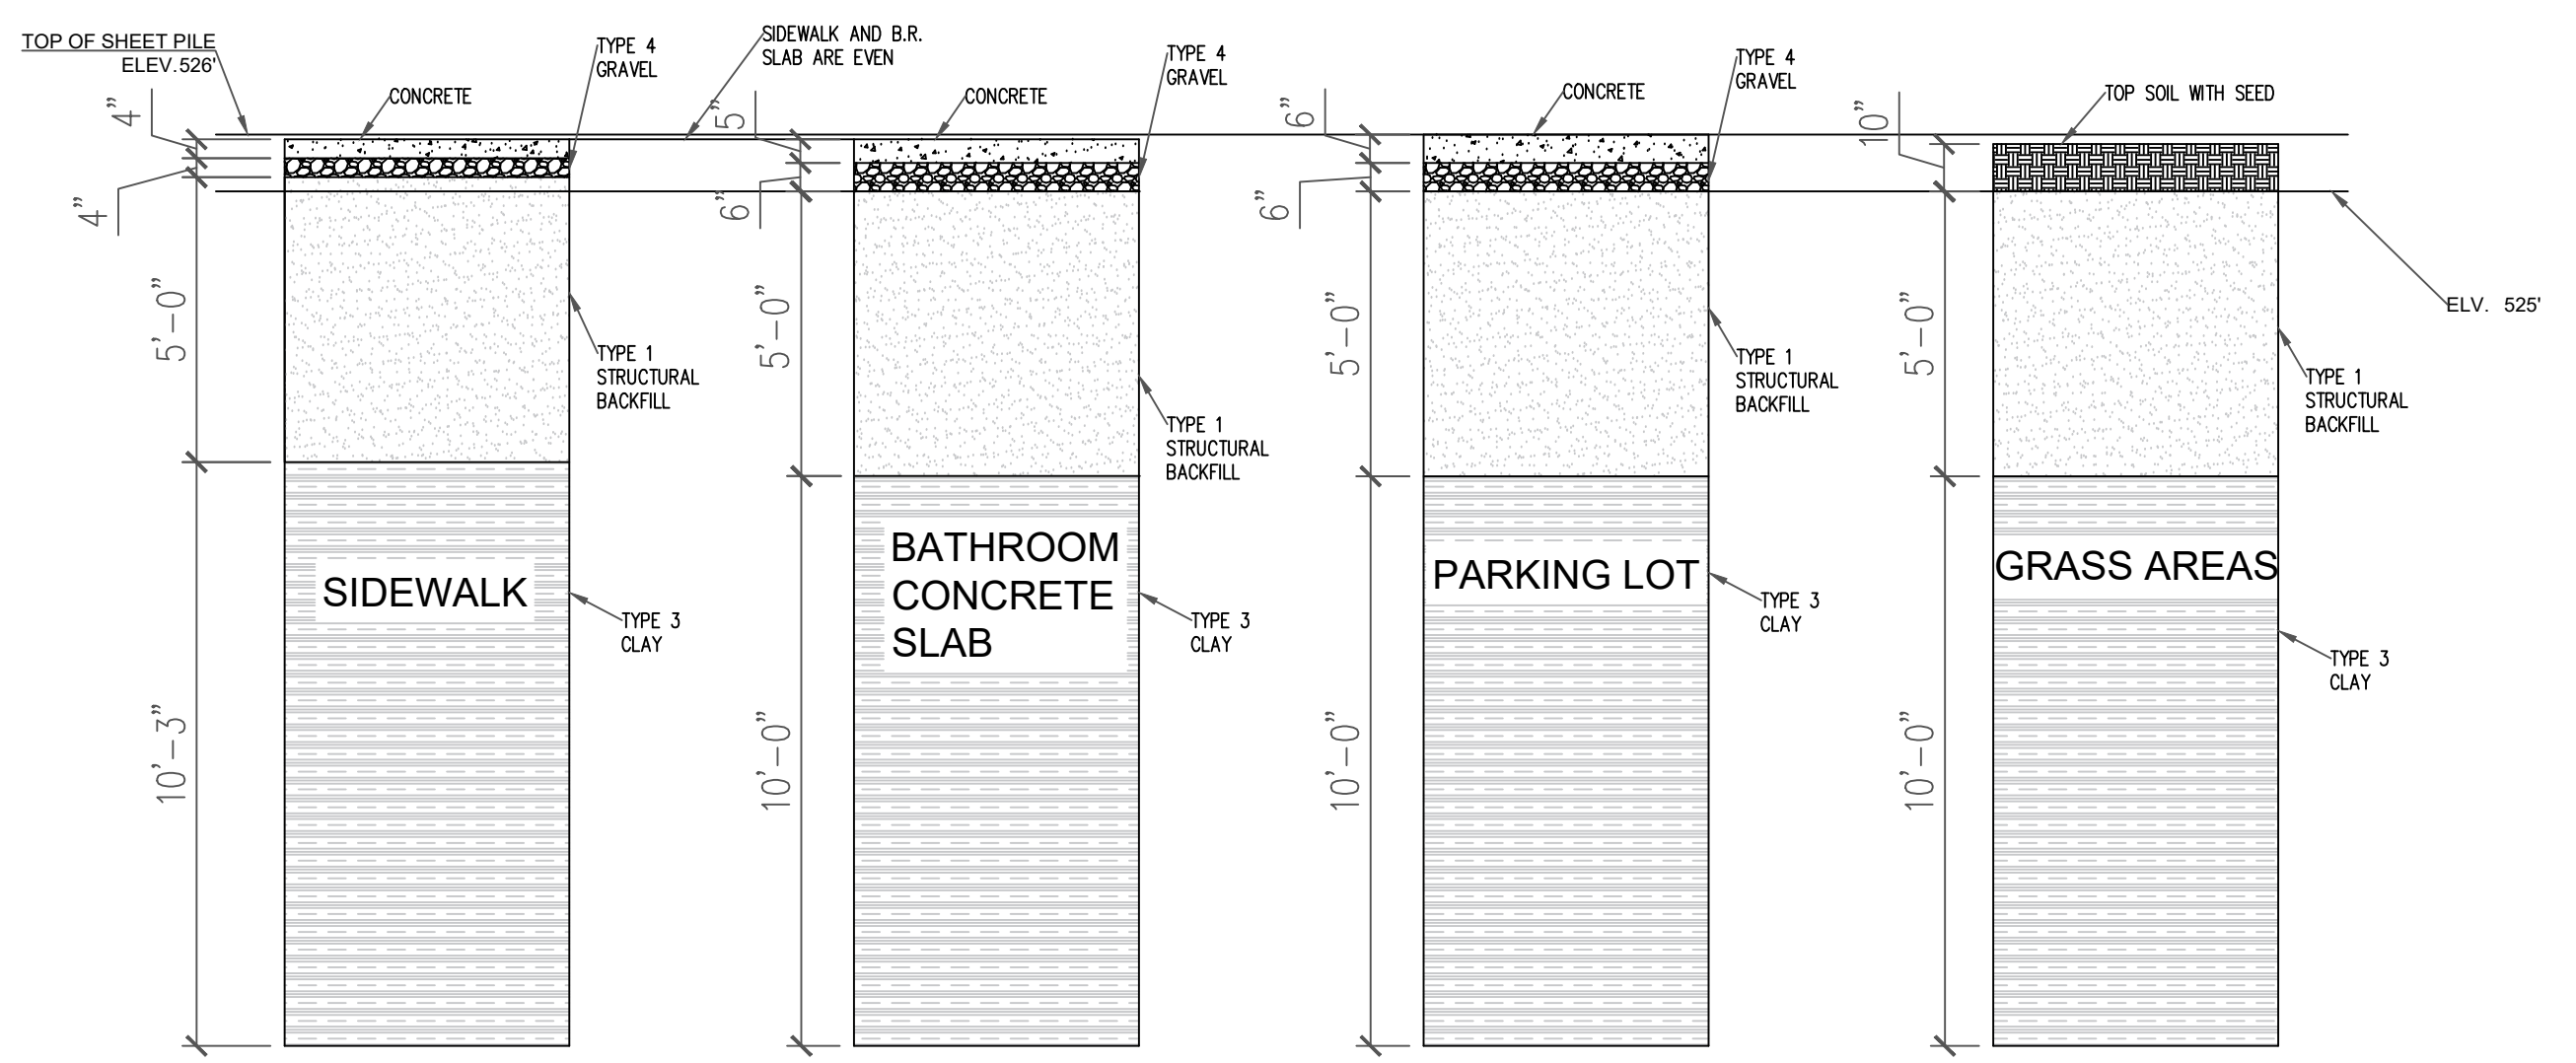 TOP OF SHEET PILE
ELEV.526'
4”
4”
5'-0”
10'-3”
CONCRETE
TYPE 4
GRAVEL
TYPE 1
STRUCTURAL
BACKFILL
SIDEWALK
TYPE 3
CLAY
SIDEWALK AND B.R.
SLAB ARE EVEN
5”
6”
5'-0”
10'-0”
CONCRETE
TYPE 4
GRAVEL
TYPE 1
STRUCTURAL
BACKFILL
BATHROOM
CONCRETE
SLAB
TYPE 3
CLAY
6”
6”
5'-0”
10'-0”
CONCRETE
TYPE 4
GRAVEL
TYPE 1
STRUCTURAL
BACKFILL
PARKING LOT
TYPE 3
CLAY
10”
5'-0”
10'-0”
TOP SOIL WITH SEED
ELV. 525'
TYPE 1
STRUCTURAL
BACKFILL
GRASS AREAS
TYPE 3
CLAY